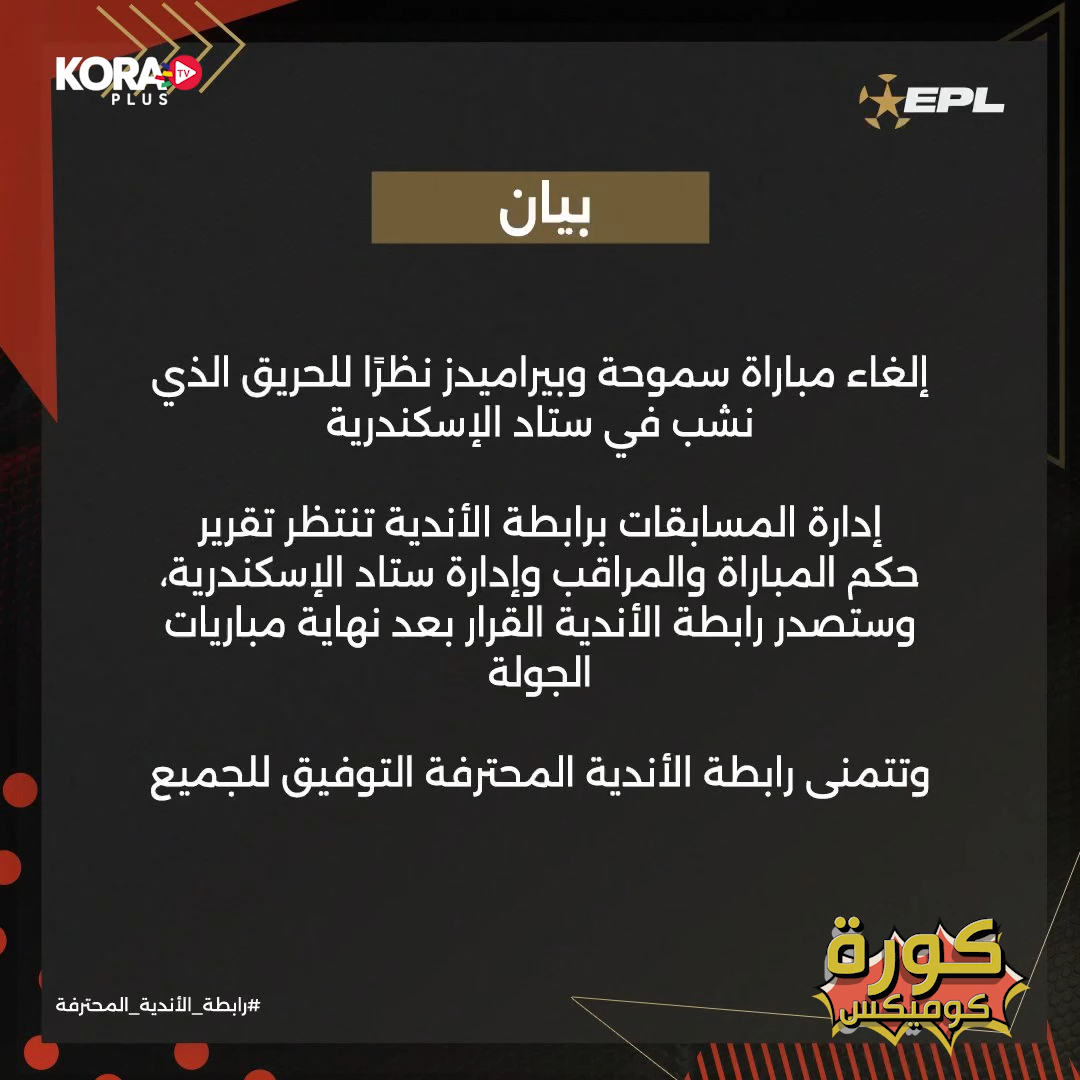 KORA TV
PLUS
EPL
بيان
إلغاء مباراة سموحة وبيراميدز نظرًا للحريق الذي
نشب في ستاد الإسكندرية
إدارة المسابقات برابطة الأندية تنتظر تقرير
حكم المباراة والمراقب وإدارة ستاد الإسكندرية،
وستصدر رابطة الأندية القرار بعد نهاية مباريات
الجولة
وتتمنى رابطة الأندية المحترفة التوفيق للجميع
#رابطة_الأندية_المحترفة
كورة
كوميكس